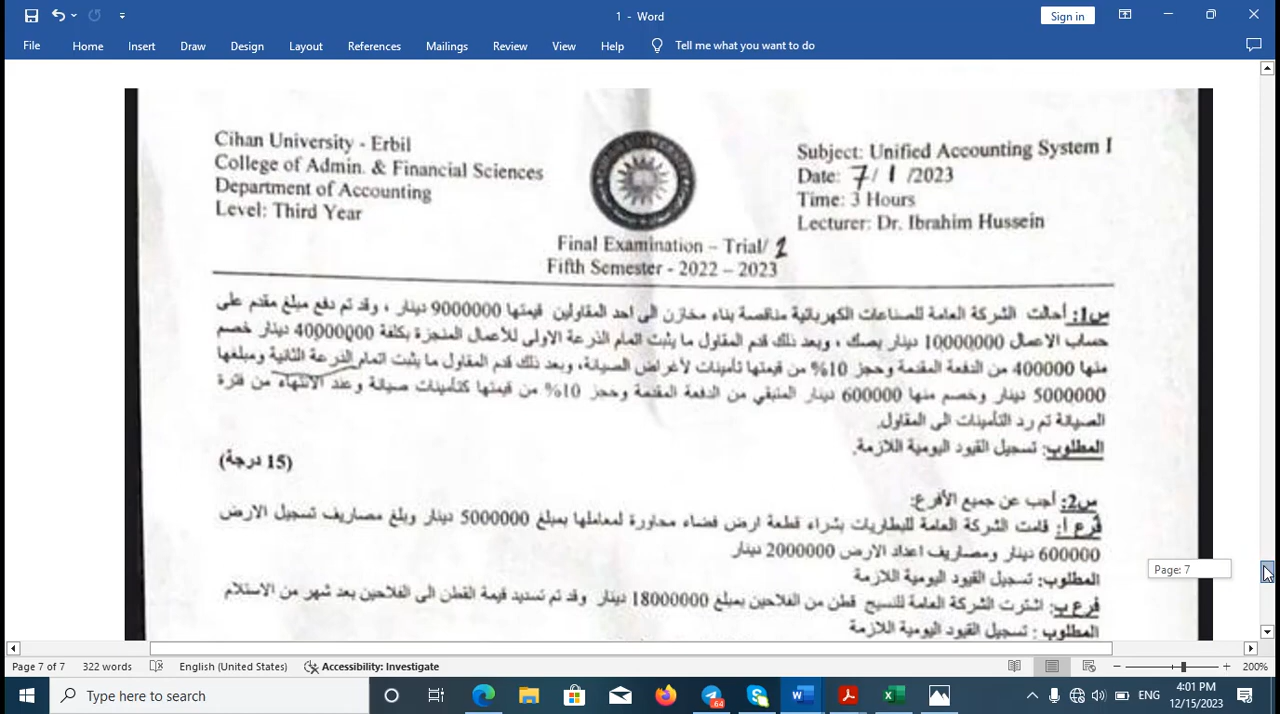 1 - Word
Sign in
File Home Insert Draw Design Layout References Mailings Review View Help Tell me what you want to do
Cihan University - Erbil
College of Admin. & Financial Sciences
Department of Accounting
Level: Third Year
Subject: Unified Accounting System I
Date: 7/ 1 /2023
Time: 3 Hours
Lecturer: Dr. Ibrahim Hussein
Final Examination – Trial/ 2
Fifth Semester - 2022 – 2023
س1: أحالت الشركة العامة للصناعات الكهربائية مناقصة بناء مخازن الى احد المقاولين قيمتها 9000000 دينار ، وقد تم دفع مبلغ مقدم على
حساب الاعمال 10000000 دينار بصك ، وبعد ذلك قدم المقاول ما يثبت اتمام الذرعة الاولى للأعمال المنجزة بكلفة 40000000 دينار خصم
منها 400000 من الدفعة المقدمة وحجز 10% من قيمتها تأمينات لأغراض الصيانة، وبعد ذلك قدم المقاول ما يثبت اتمام الذرعة الثانية ومبلغها
5000000 دينار وخصم منها 600000 دينار المتبقي من الدفعة المقدمة وحجز 10% من قيمتها كتأمينات صيانة وعند الانتهاء من فترة
الصيانة تم رد التأمينات الى المقاول.
المطلوب: تسجيل القيود اليومية اللازمة.
(15 درجة)
س2: أجب عن جميع الأفرع:
فرع أ: قامت الشركة العامة للبطاريات بشراء قطعة ارض فضاء مجاورة لمعاملها بمبلغ 5000000 دينار وبلغ مصاريف تسجيل الارض
600000 دينار ومصاريف اعداد الارض 2000000 دينار
المطلوب: تسجيل القيود اليومية اللازمة
فرع ب: اشترت الشركة العامة للنسيج قطن من الفلاحين بمبلغ 18000000 دينار وقد تم تسديد قيمة القطن الى الفلاحين بعد شهر من الاستلام
المطلوب : تسجيل القيود اليومية اللازمة
Page: 7
Page 7 of 7 322 words English (United States) Accessibility: Investigate 200%
Type here to search
64
ENG
4:01 PM
12/15/2023